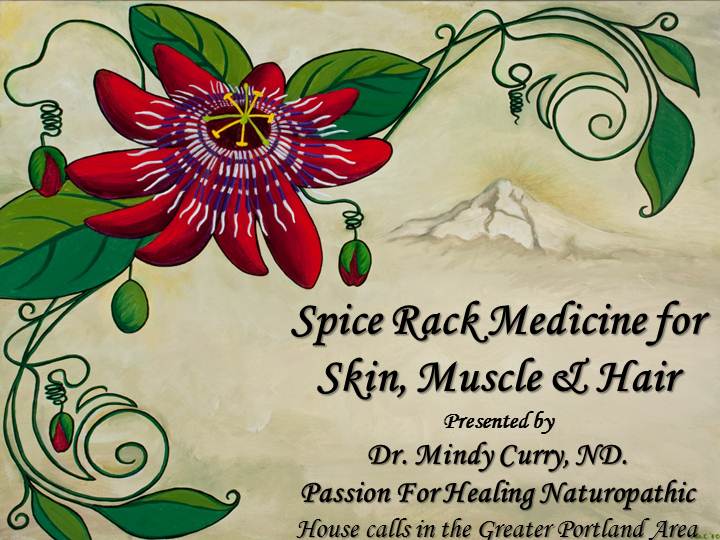 Spice Rack Medicine for
Skin, Muscle & Hair
Presented by
Dr. Mindy Curry, ND.
Passion For Healing Naturopathic
House calls in the Greater Portland Area